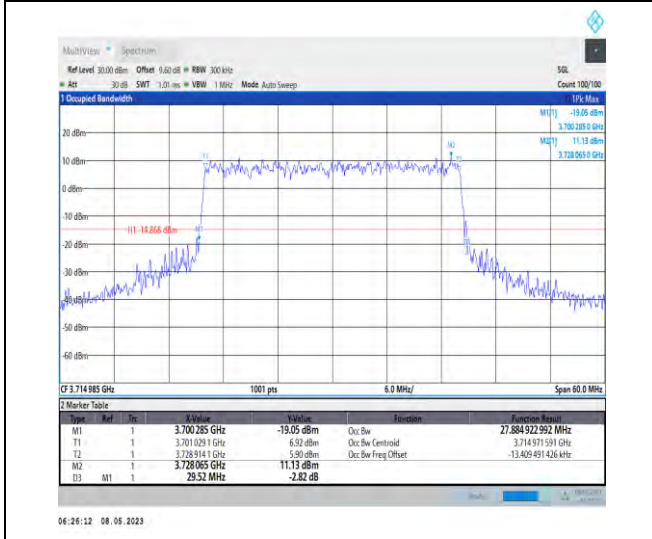 MultiView Spectrum
Ref Level 30.00 dBm Offset 9.60 dB RBW 300 kHz SGL
Att 30 dB SWT 1.01 ms VBW 1 MHz Mode Auto Sweep Count 100/100
1 Occupied Bandwidth 1Pk Max
M1[1] -19.05 dBm
3.700 285 0 GHz
M2[1] 11.13 dBm
3.728 065 0 GHz
20 dBm
M2
10 dBm
T1
0 dBm
-10 dBm
H1 -14.868 dBm
M1
-20 dBm
-30 dBm
-40 dBm
-50 dBm
-60 dBm
CF 3.714 985 GHz 1001 pts 6.0 MHz/ Span 60.0 MHz
2 Marker Table
Type Ref Trc X-Value Y-Value Function Function Result
M1 1 3.700 285 GHz -19.05 dBm Occ Bw 27.884 922 992 MHz
T1 1 3.701 029 1 GHz 6.92 dBm Occ Bw Centroid 3.714 971 591 GHz
T2 1 3.728 914 1 GHz 5.90 dBm Occ Bw Freq Offset -13.409 491 426 kHz
M2 1 3.728 065 GHz 11.13 dBm
D3 M1 1 29.52 MHz -2.82 dB
06:26:12 08.05.2023